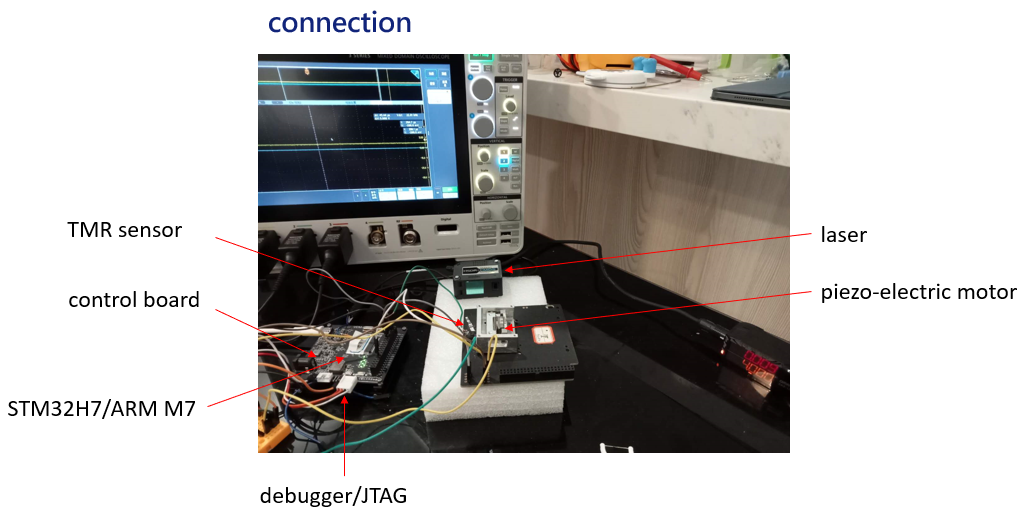 connection
TMR sensor
laser
control board
piezo-electric motor
STM32H7/ARM M7
debugger/JTAG